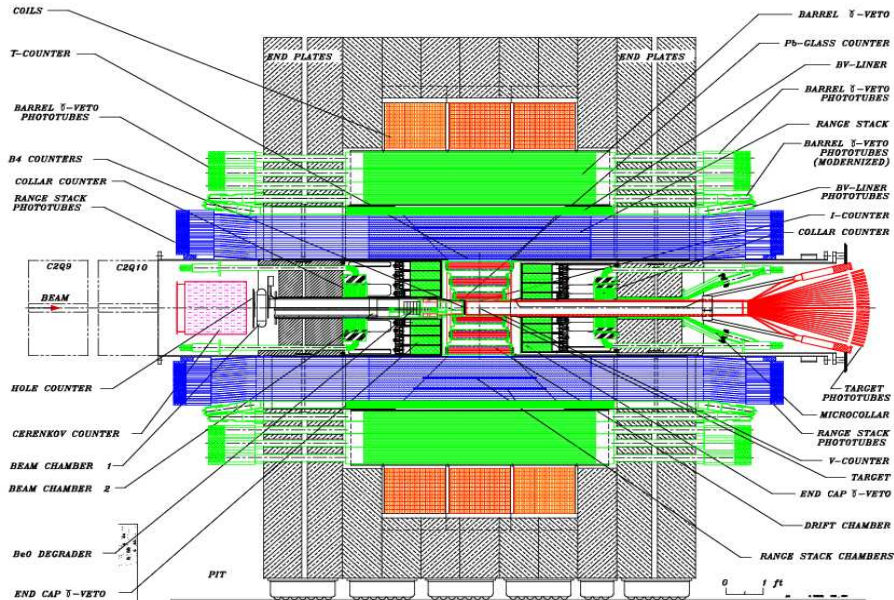 COILS
T-COUNTER
BARREL γ-VETO
PHOTOTUBES
B4 COUNTERS
COLLAR COUNTER
RANGE STACK
PHOTOTUBES
C2Q9
C2Q10
BEAM
HOLE COUNTER
CERENKOV COUNTER
BEAM CHAMBER 1
BEAM CHAMBER 2
BeO DEGRADER
END CAP γ-VETO
PIT
END PLATES
END PLATES
BARREL γ-VETO
Pb-GLASS COUNTER
BV-LINER
BARREL γ-VETO
PHOTOTUBES
RANGE STACK
BARREL γ-VETO
PHOTOTUBES
(MODERNIZED)
BV-LINER
PHOTOTUBES
I-COUNTER
COLLAR COUNTER
TARGET
PHOTOTUBES
MICROCOLLAR
RANGE STACK
PHOTOTUBES
V-COUNTER
TARGET
END CAP γ-VETO
DRIFT CHAMBER
RANGE STACK CHAMBERS
0 1 ft